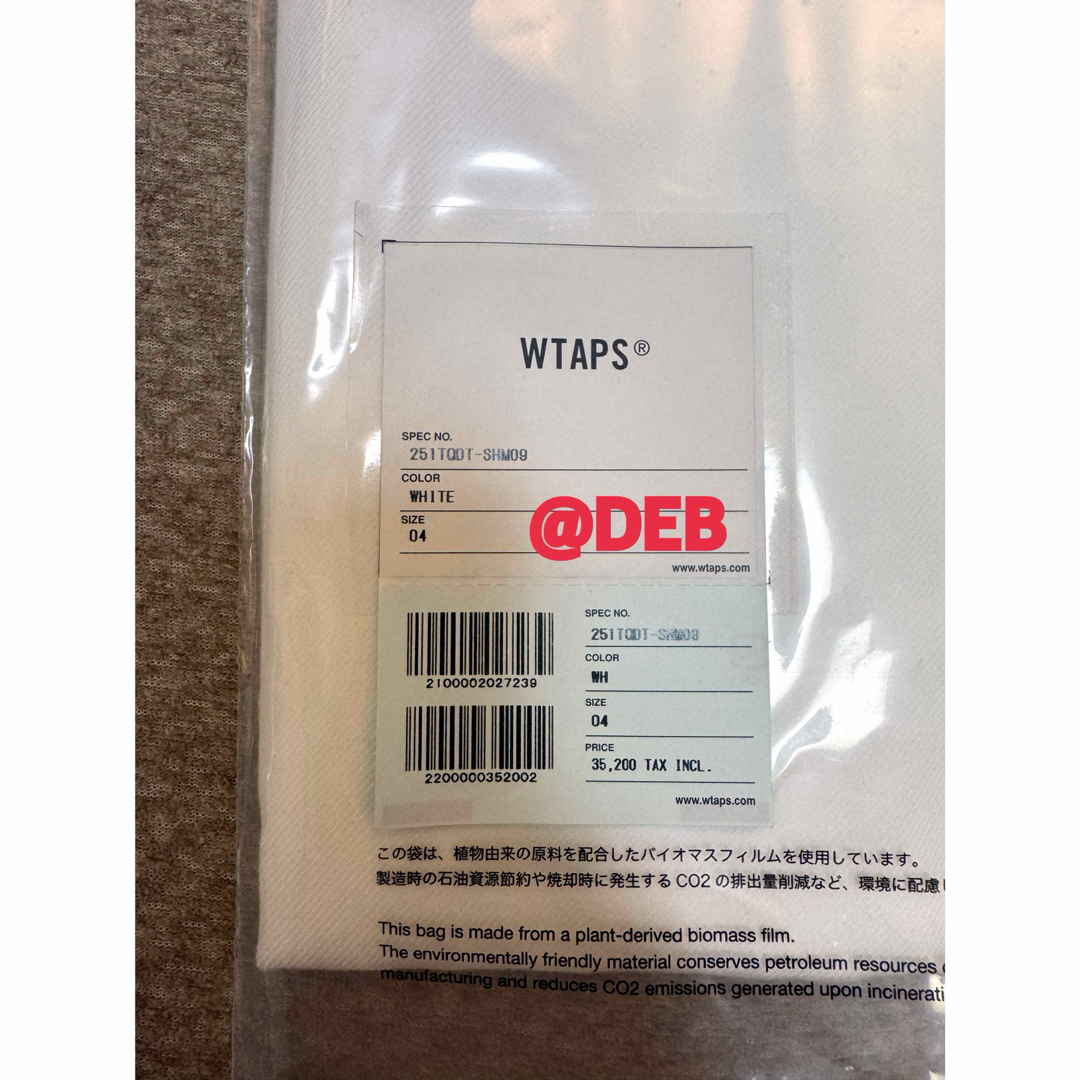 WTAPS®
SPEC NO.
251TQDT-SHM09
COLOR
WHITE
SIZE
04
@DEB
www.wtaps.com
SPEC NO.
251TQDT-SHM09
COLOR
WH
SIZE
04
PRICE
35,200 TAX INCL.
www.wtaps.com
2100002027239
2200000352002
この袋は、植物由来の原料を配合したバイオマスフィルムを使用しています。
製造時の石油資源節約や焼却時に発生する CO2 の排出量削減など、環境に配慮し
This bag is made from a plant-derived biomass film.
The environmentally friendly material conserves petroleum resources
manufacturing and reduces CO2 emissions generated upon incinerati